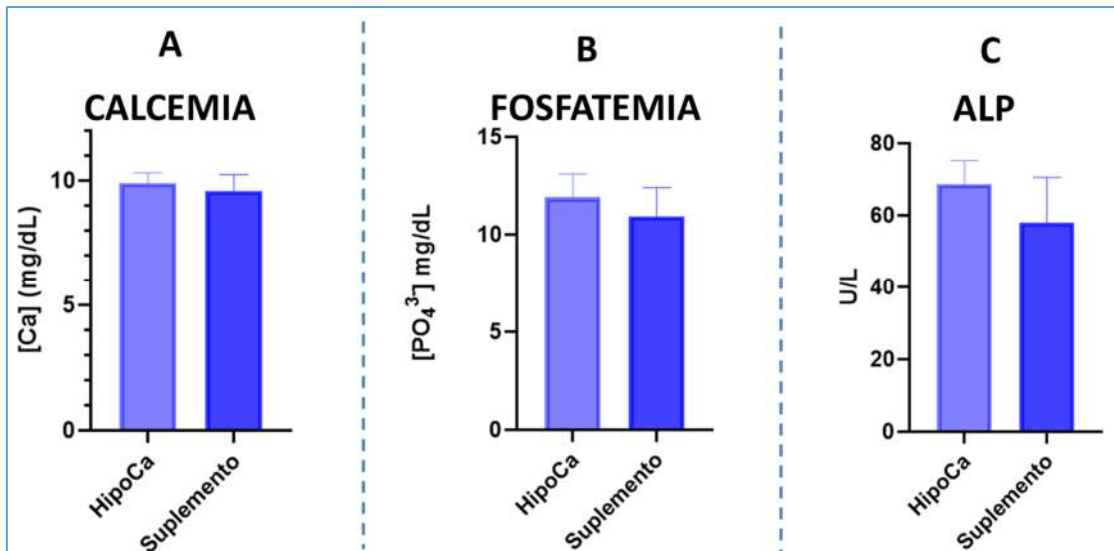 A
CALCEMIA
[Ca] (mg/dL)
10
5
0
HipoCa
Suplemento
B
FOSFATEMIA
[PO₄³⁻] mg/dL
15
10
5
0
HipoCa
Suplemento
C
ALP
U/L
80
60
40
20
0
HipoCa
Suplemento